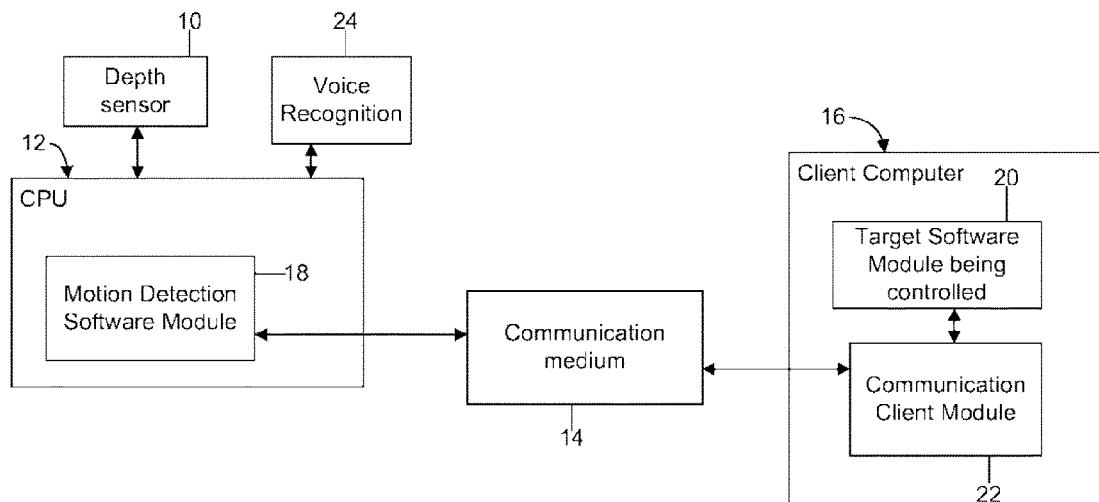 10
24
Depth
sensor
Voice
Recognition
12
16
CPU
Client Computer
20
Target Software
Module being
controlled
18
Motion Detection
Software Module
Communication
medium
Communication
Client Module
14
22